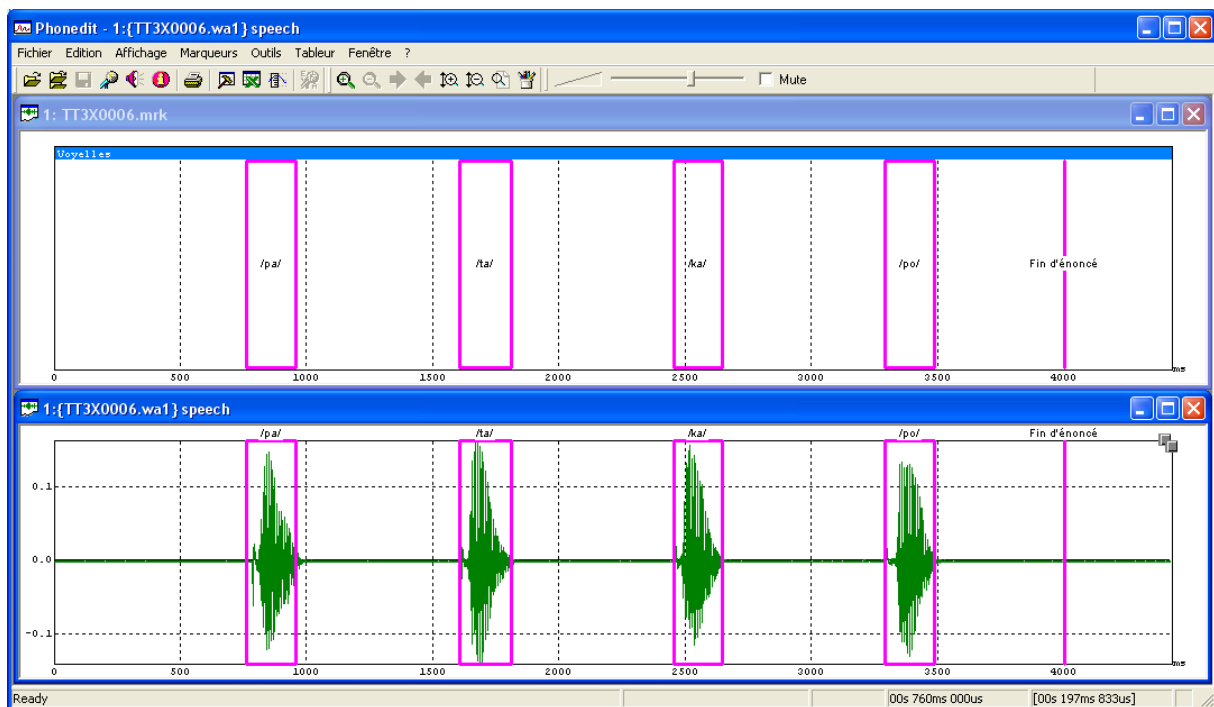 Phonedit - 1:{TT3X0006.wa1} speech
Fichier Edition Affichage Marqueurs Outils Tableur Fenêtre ?
Mute
1: TT3X0006.mrk
Voyelles
/pa/ /ta/ /ka/ /po/ Fin d'énoncé
0 500 1000 1500 2000 2500 3000 3500 4000 ms
1:{TT3X0006.wa1} speech
/pa/ /ta/ /ka/ /po/ Fin d'énoncé
0.1
0.0
-0.1
0 500 1000 1500 2000 2500 3000 3500 4000 ms
Ready 00s 760ms 000us [00s 197ms 833us]